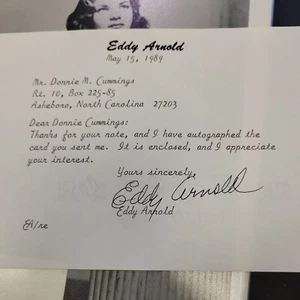 Eddy Arnold
May 15, 1989
Mr. Donnie M. Cummings
Rt. 10, Box 225-85
Asheboro, North Carolina 27203
Dear Donnie Cummings:
Thanks for your note, and I have autographed the
card you sent me. It is enclosed, and I appreciate
your interest.
Yours sincerely,
Eddy Arnold
Eddy Arnold
EA/re